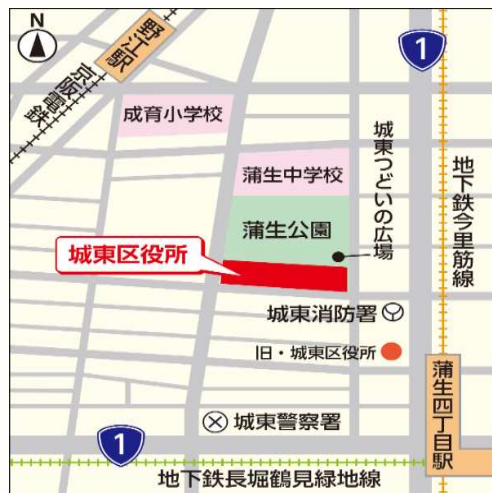 N
野江駅
京阪電鉄
1
成育小学校
蒲生中学校
城東つどいの広場
地下鉄今里筋線
蒲生公園
城東区役所
城東消防署
旧・城東区役所
蒲生四丁目駅
城東警察署
1
地下鉄長堀鶴見緑地線